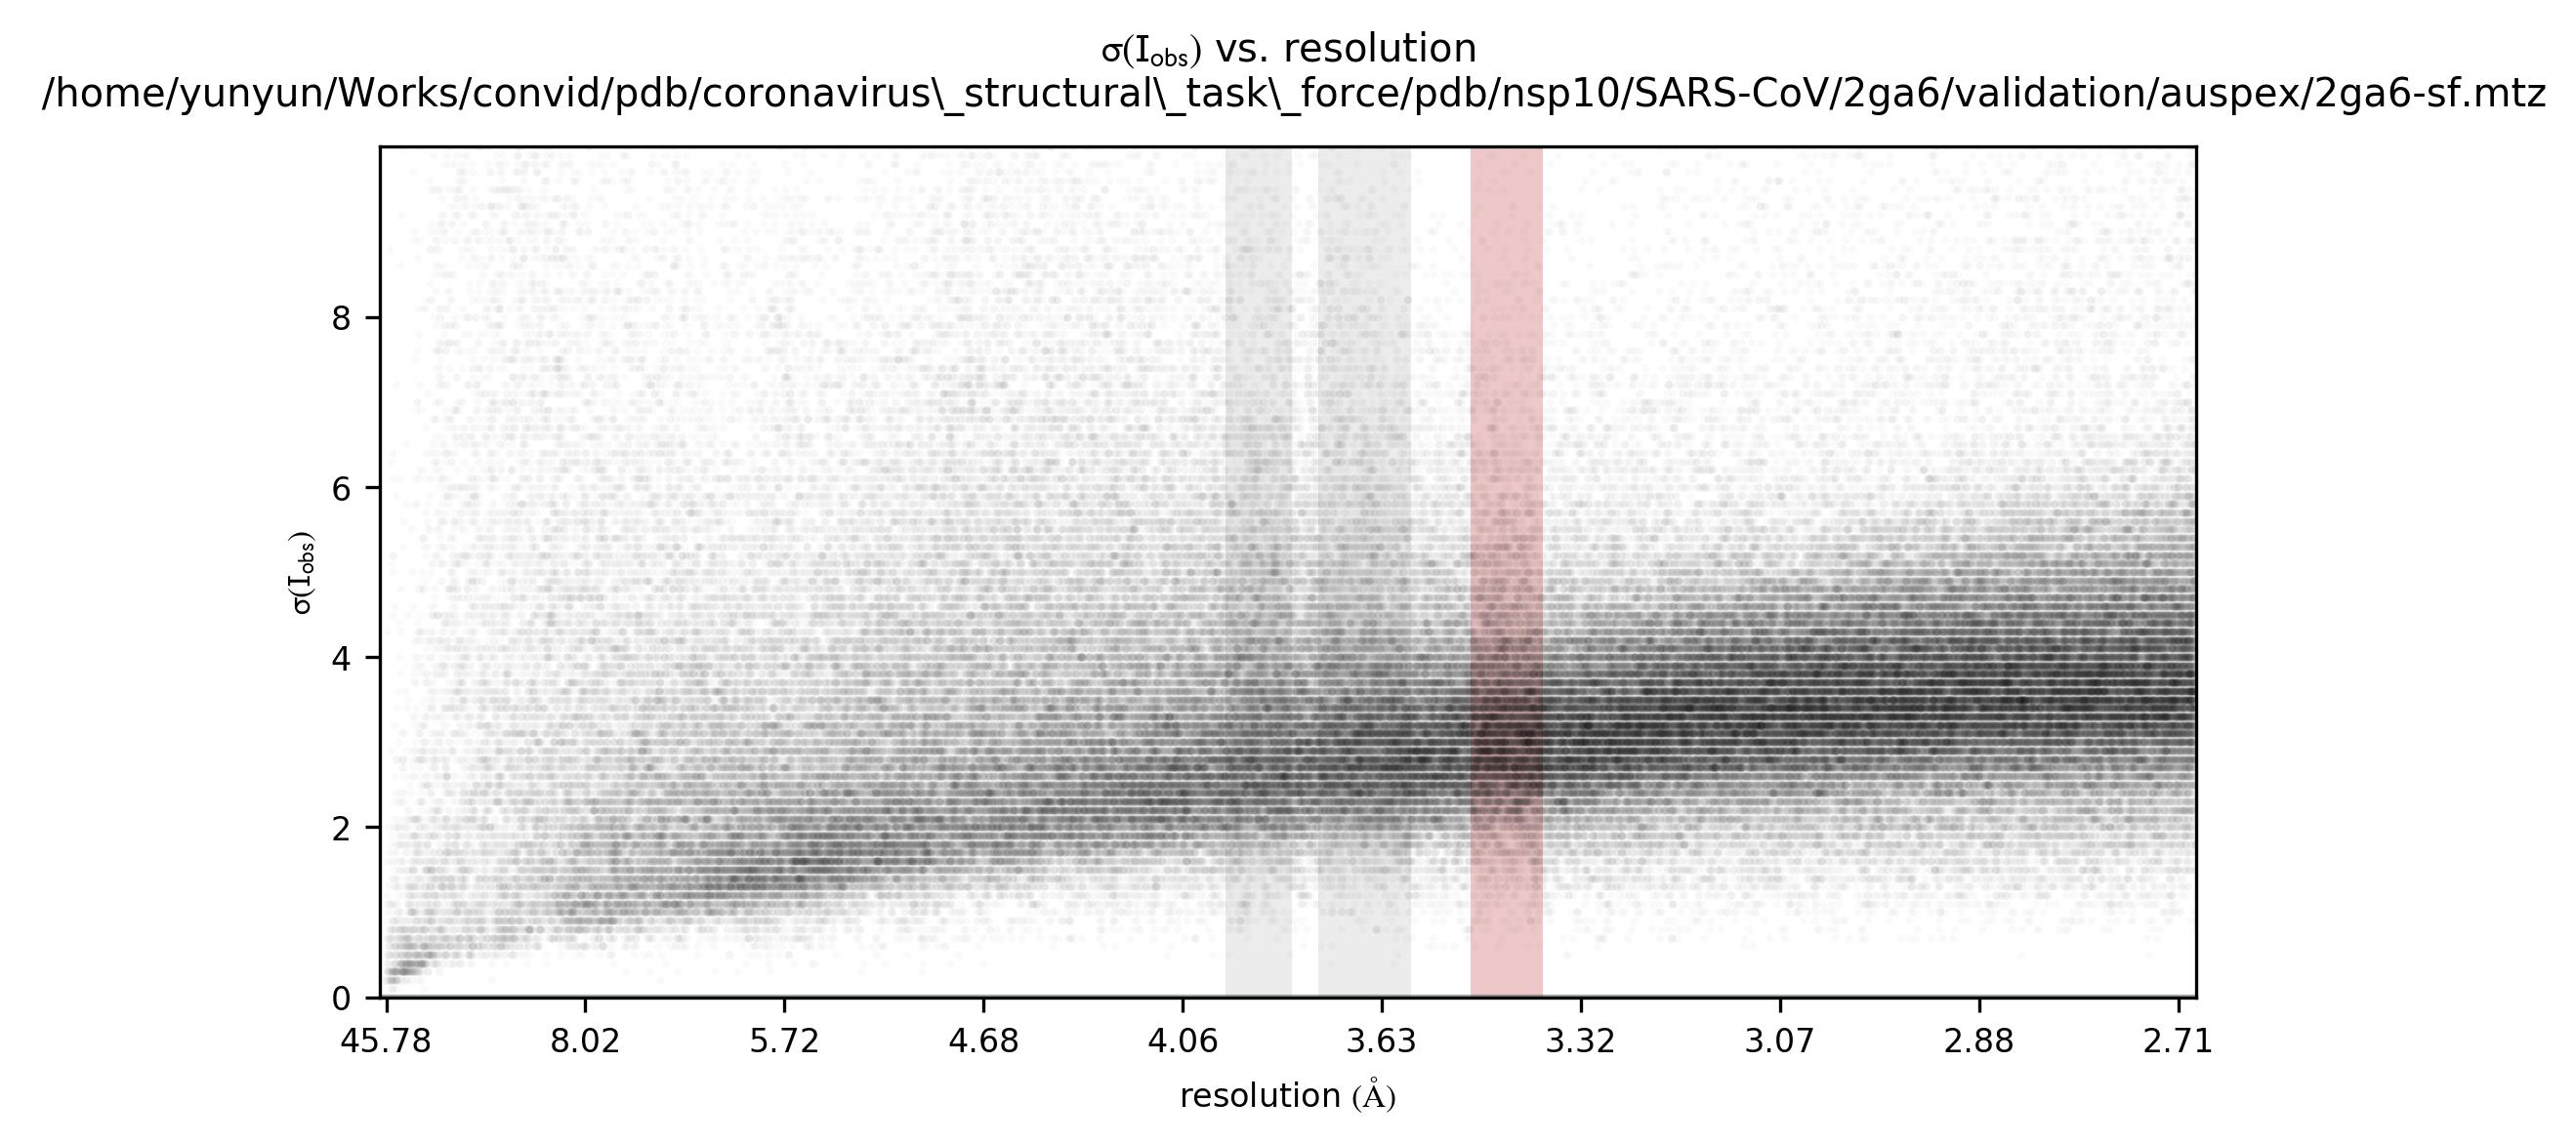 σ(Iobs) vs. resolution
/home/yunyun/Works/convid/pdb/coronavirus\_structural\_task\_force/pdb/nsp10/SARS-CoV/2ga6/validation/auspex/2ga6-sf.mtz
8
6
σ(Iobs)
4
2
0
45.78 8.02 5.72 4.68 4.06 3.63 3.32 3.07 2.88 2.71
resolution (Å)